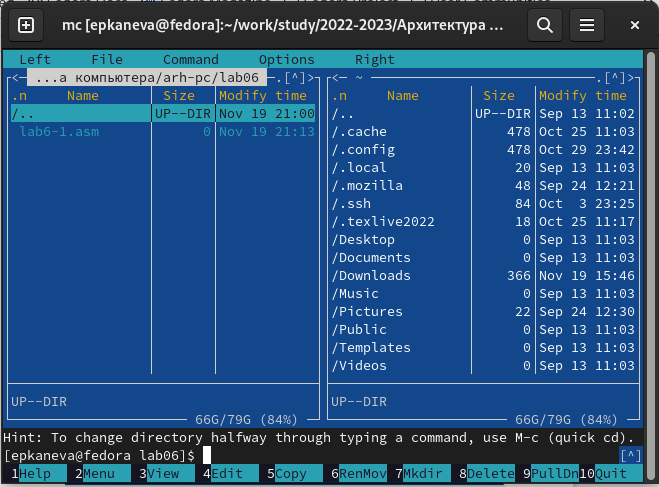 mc [epkaneva@fedora]:~/work/study/2022-2023/Архитектура ...
Left File Command Options Right
<─ ...а компьютера/arh-pc/lab06 ─.[^]>
.n Name Size Modify time
/.. UP--DIR Nov 19 21:00
lab6-1.asm 0 Nov 19 21:13
UP--DIR
66G/79G (84%)
<─ ~ ─.[^]>
.n Name Size Modify time
/.. UP--DIR Sep 13 11:02
/.cache 478 Oct 25 11:03
/.config 478 Oct 29 23:42
/.local 20 Sep 13 11:03
/.mozilla 48 Sep 24 12:21
/.ssh 84 Oct 3 23:25
/.texlive2022 18 Oct 25 11:17
/Desktop 0 Sep 13 11:03
/Documents 0 Sep 13 11:03
/Downloads 366 Nov 19 15:46
/Music 0 Sep 13 11:03
/Pictures 22 Sep 24 12:30
/Public 0 Sep 13 11:03
/Templates 0 Sep 13 11:03
/Videos 0 Sep 13 11:03
UP--DIR
66G/79G (84%)
Hint: To change directory halfway through typing a command, use M-c (quick cd).
[epkaneva@fedora lab06]$ [^]
1Help 2Menu 3View 4Edit 5Copy 6RenMov 7Mkdir 8Delete 9PullDn 10Quit